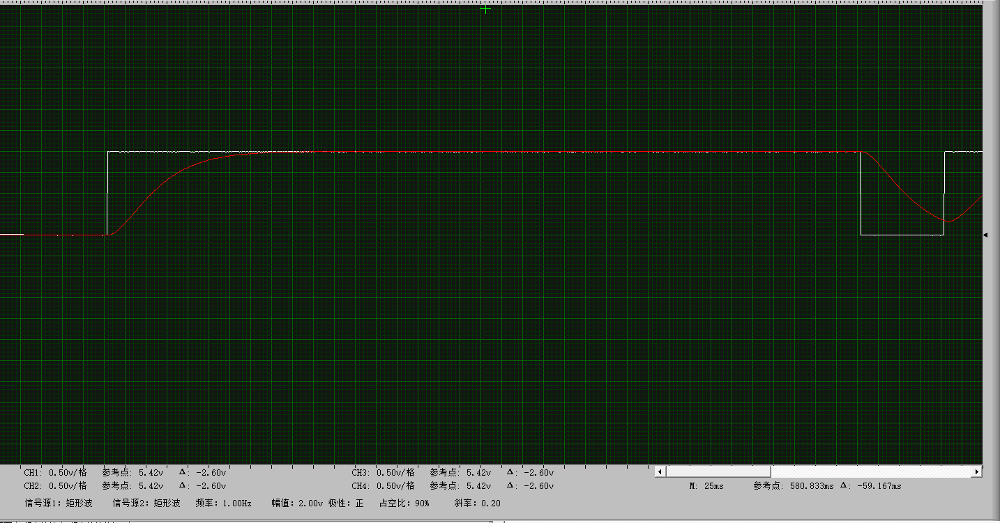 CH1: 0.50v/格 参考点: 5.42v Δ: -2.60v CH3: 0.50v/格 参考点: 5.42v Δ: -2.60v
CH2: 0.50v/格 参考点: 5.42v Δ: -2.60v CH4: 0.50v/格 参考点: 5.42v Δ: -2.60v M: 25ms 参考点: 580.833ms Δ: -59.167ms
信号源1: 矩形波 信号源2: 矩形波 频率: 1.00Hz 幅值: 2.00v 极性: 正 占空比: 90% 斜率: 0.20